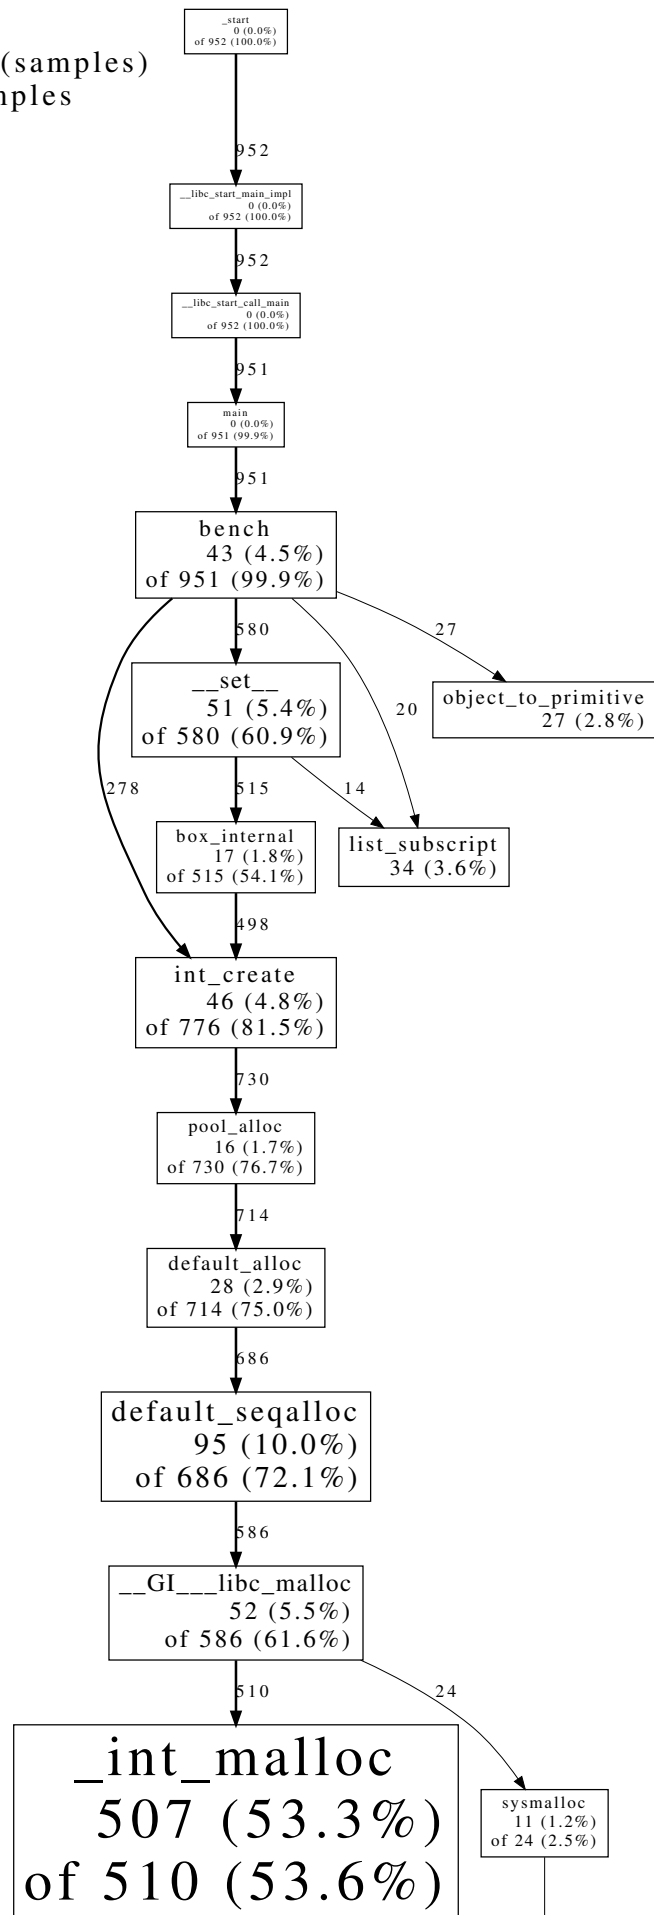 _start
0 (0.0%)
of 952 (100.0%)
(samples)
nples
952
__libc_start_main_impl
0 (0.0%)
of 952 (100.0%)
952
__libc_start_call_main
0 (0.0%)
of 952 (100.0%)
951
main
0 (0.0%)
of 951 (99.9%)
951
bench
43 (4.5%)
of 951 (99.9%)
580
27
__set__
51 (5.4%)
of 580 (60.9%)
object_to_primitive
27 (2.8%)
20
278
515
14
box_internal
17 (1.8%)
of 515 (54.1%)
list_subscript
34 (3.6%)
498
int_create
46 (4.8%)
of 776 (81.5%)
730
pool_alloc
16 (1.7%)
of 730 (76.7%)
714
default_alloc
28 (2.9%)
of 714 (75.0%)
686
default_seqalloc
95 (10.0%)
of 686 (72.1%)
586
__GI___libc_malloc
52 (5.5%)
of 586 (61.6%)
510
24
_int_malloc
507 (53.3%)
of 510 (53.6%)
sysmalloc
11 (1.2%)
of 24 (2.5%)